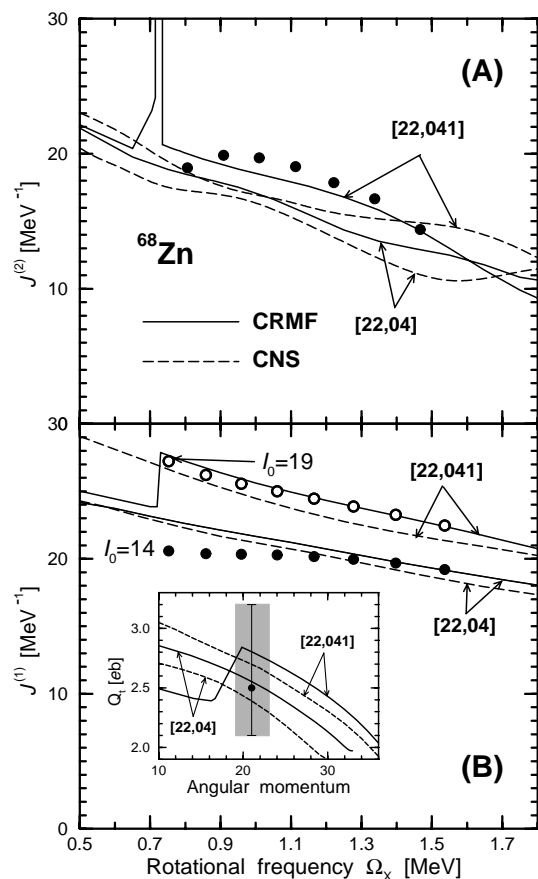 30
(A)
[22,041]
20
J(2) [MeV-1]
68Zn
[22,04]
CRMF
10
CNS
30
I0=19
[22,041]
20
I0=14
[22,04]
J(1) [MeV-1]
10
3.0
[22,041]
Qt [eb]
2.5
[22,04]
2.0
10 20 30
Angular momentum
(B)
0
0.5 0.7 0.9 1.1 1.3 1.5 1.7
Rotational frequency Ωx [MeV]